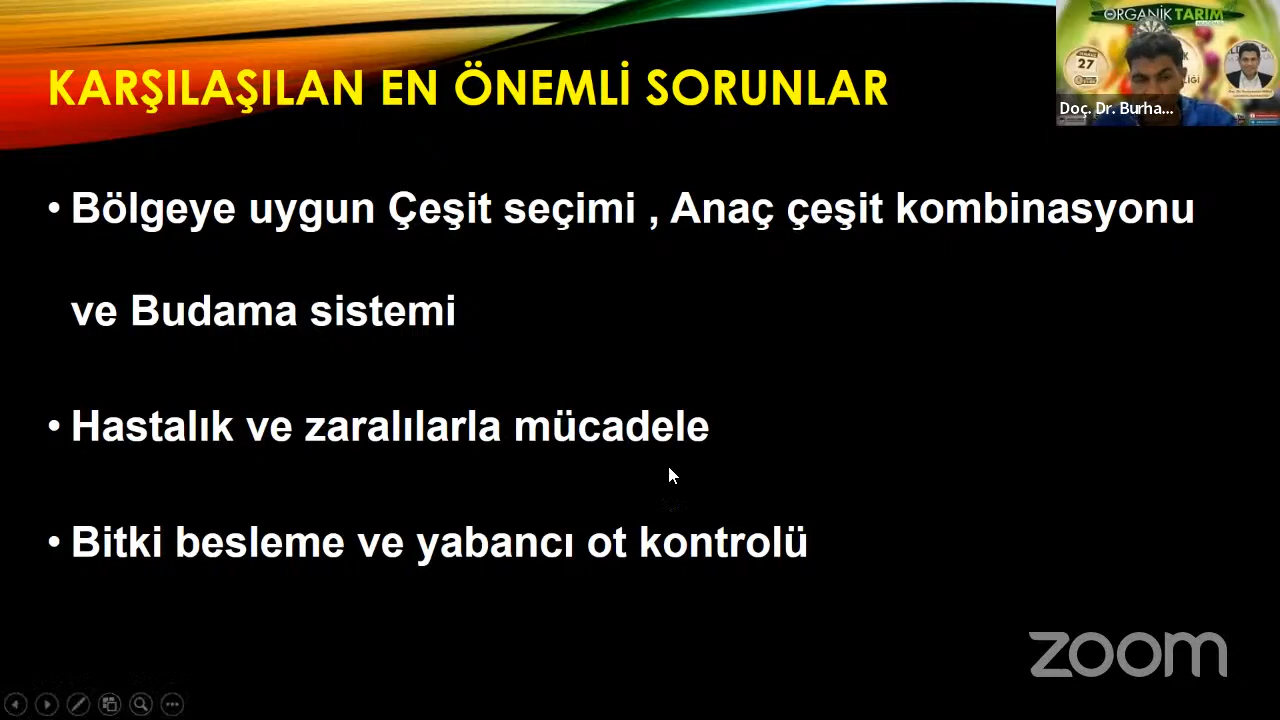 KARŞILAŞILAN EN ÖNEMLİ SORUNLAR
ORGANİK TARIM
27
Doç. Dr. Burha...
• Bölgeye uygun Çeşit seçimi , Anaç çeşit kombinasyonu
ve Budama sistemi
• Hastalık ve zaralılarla mücadele
• Bitki besleme ve yabancı ot kontrolü
zoom